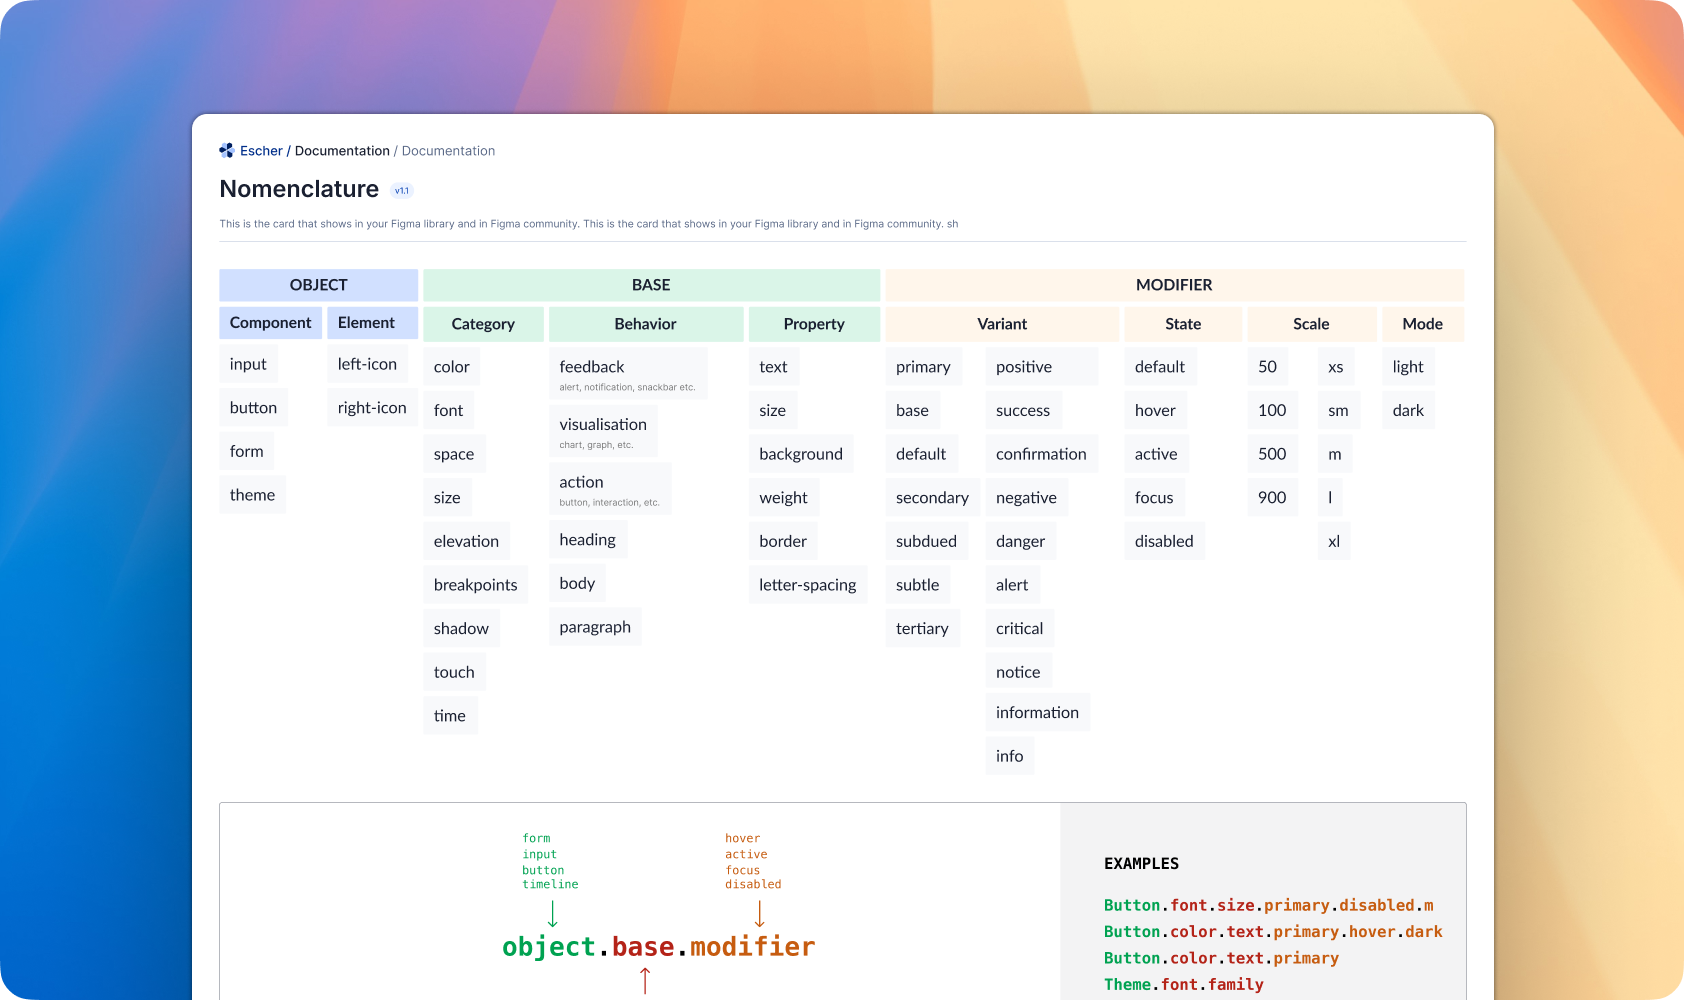 Escher / Documentation / Documentation
Nomenclature v1.1
This is the card that shows in your Figma library and in Figma community. This is the card that shows in your Figma library and in Figma community. sh
OBJECT BASE MODIFIER
Component Element Category Behavior Property Variant State Scale Mode
input
button
form
theme
left-icon
right-icon
color
font
space
size
elevation
breakpoints
shadow
touch
time
feedback
alert, notification, snackbar etc.
visualisation
chart, graph, etc.
action
button, interaction, etc.
heading
body
paragraph
text
size
background
weight
border
letter-spacing
primary
base
default
secondary
subdued
subtle
tertiary
positive
success
confirmation
negative
danger
alert
critical
notice
information
info
default
hover
active
focus
disabled
50
100
500
900
xs
sm
m
l
xl
light
dark
form
input
button
timeline
hover
active
focus
disabled
object.base.modifier
EXAMPLES
Button.font.size.primary.disabled.m
Button.color.text.primary.hover.dark
Button.color.text.primary
Theme.font.family